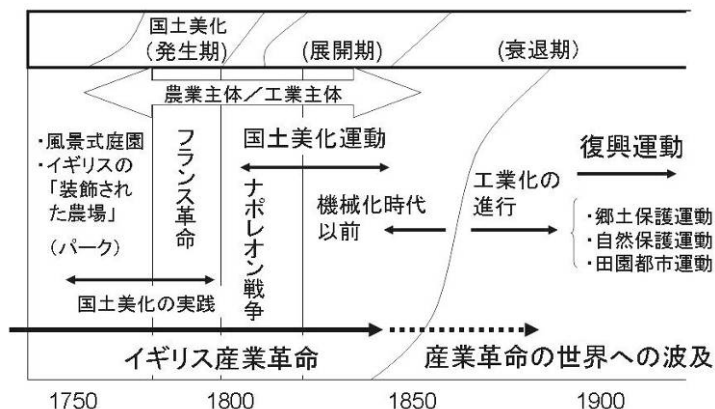 国土美化
(発生期)
(展開期)
(衰退期)
農業主体／工業主体
・風景式庭園
・イギリスの
「装飾され
た農場」
(パーク)
フランス革命
国土美化運動
ナポレオン戦争
機械化時代
以前
工業化の
進行
復興運動
・郷土保護運動
・自然保護運動
・田園都市運動
国土美化の実践
イギリス産業革命
産業革命の世界への波及
1750
1800
1850
1900